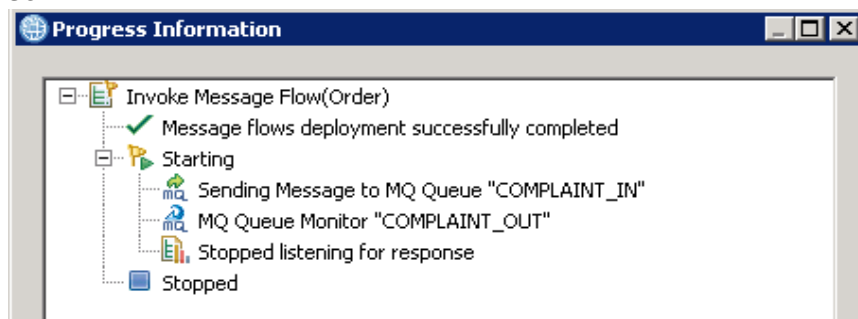 Progress Information
Invoke Message Flow(Order)
Message flows deployment successfully completed
Starting
Sending Message to MQ Queue "COMPLAINT_IN"
MQ Queue Monitor "COMPLAINT_OUT"
Stopped listening for response
Stopped